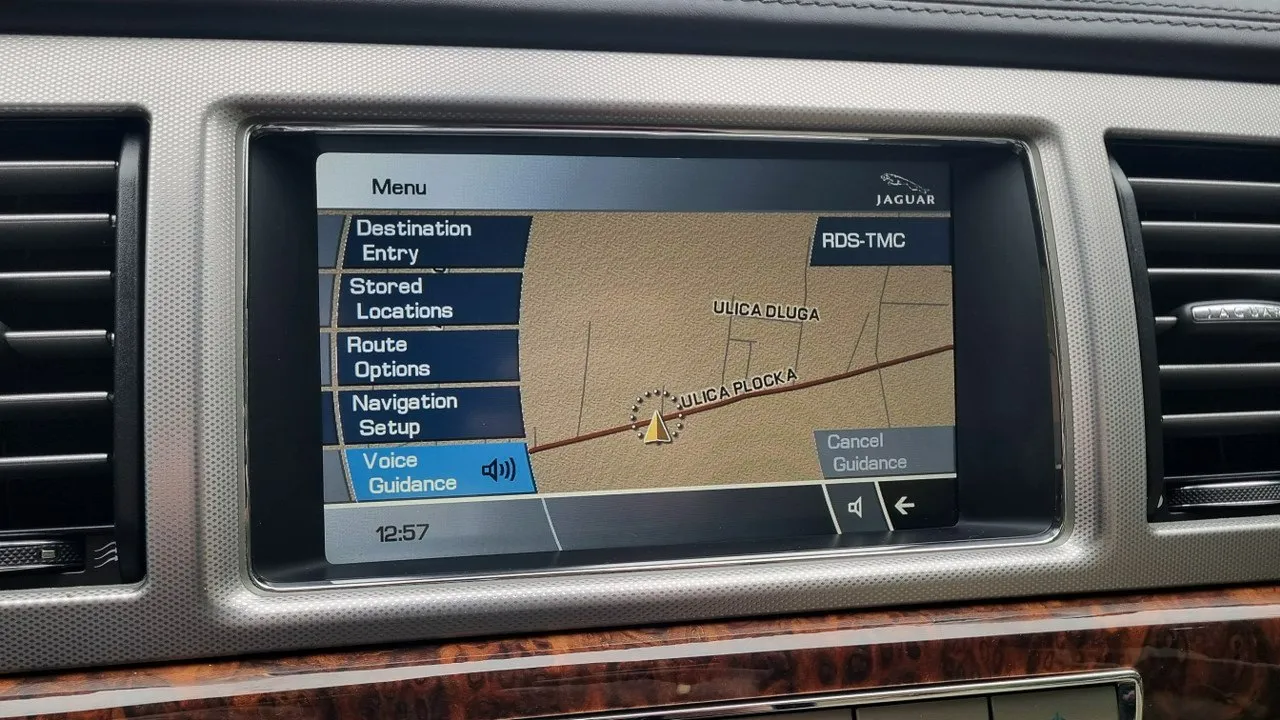 Menu
JAGUAR
Destination
Entry
RDS-TMC
Stored
Locations
ULICA DLUGA
Route
Options
ULICA PLOCKA
Navigation
Setup
Cancel
Guidance
Voice
Guidance
12:57
JAGUAR